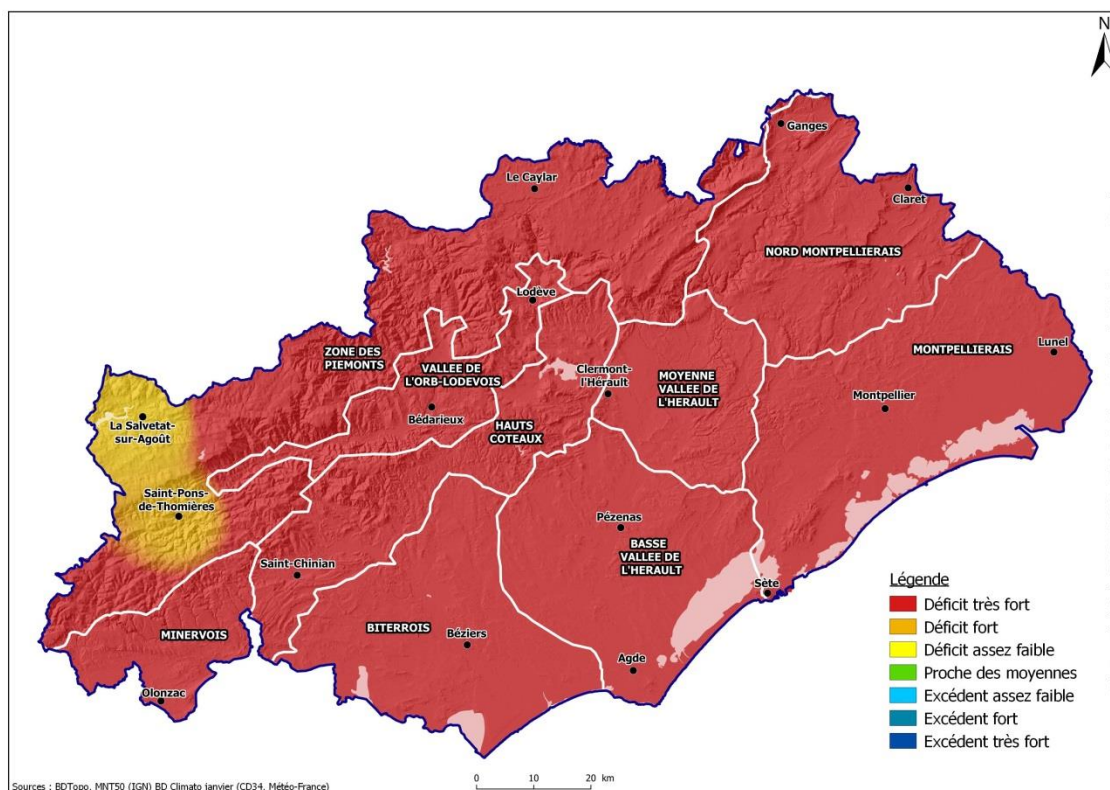 N
Ganges
Le Caylar
Claret
NORD MONTPELLIERAIS
Lodève
ZONE DES
PIEMONTS
VALLEE DE
L'ORB-LODEVOIS
Clermont-
l'Hérault
MOYENNE
VALLEE DE
L'HERAULT
MONTPELLIERAIS
Lunel
Montpellier
La Salvetat-
sur-Agoût
Bédarieux
HAUTS
COTEAUX
Saint-Pons-
de-Thomières
Pézenas
BASSE
VALLEE DE
L'HERAULT
Saint-Chinian
Sète
MINERVOIS
BITERROIS
Béziers
Agde
Olonzac
Légende
Déficit très fort
Déficit fort
Déficit assez faible
Proche des moyennes
Excédent assez faible
Excédent fort
Excédent très fort
0 10 20 km
Sources : BDTopo, MNT50 (IGN) BD Climato janvier (CD34, Météo-France)